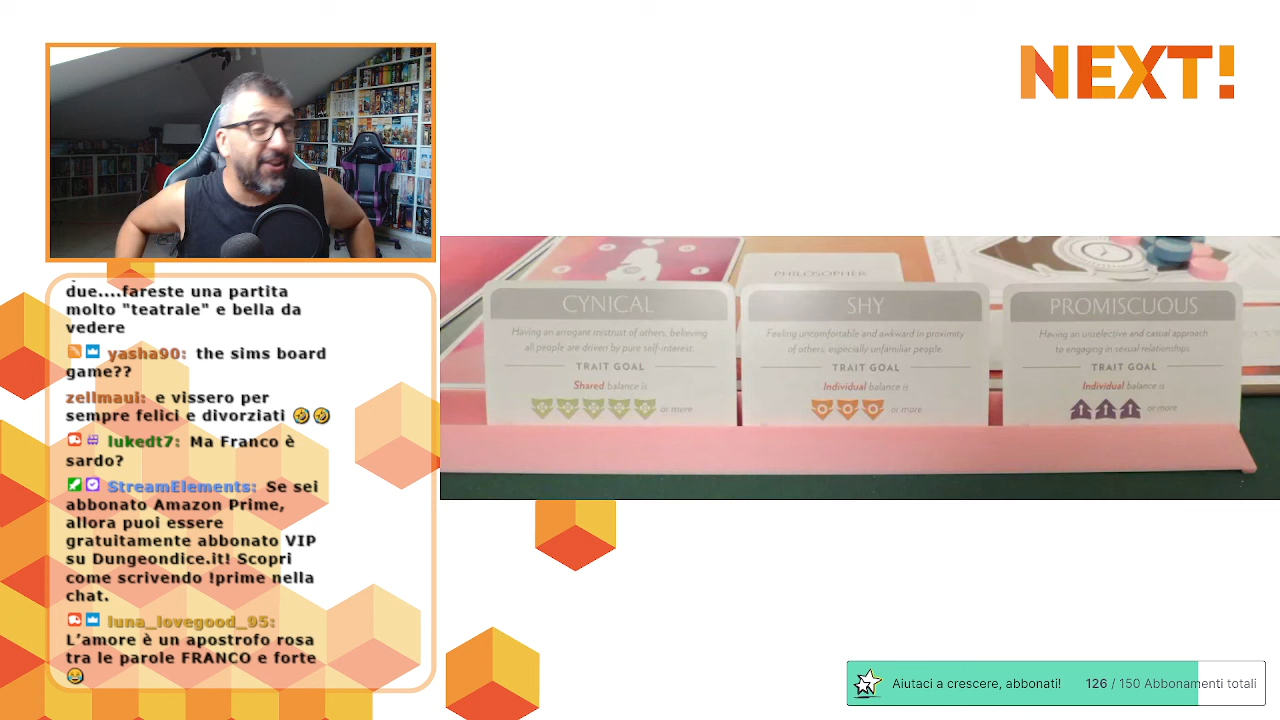 NEXT!
due....fareste una partita
molto "teatrale" e bella da
vedere
yasha90: the sims board
game??
zellmaui: e vissero per
sempre felici e divorziati 🤣🤣
lukedt7: Ma Franco è
sardo?
StreamElements: Se sei
abbonato Amazon Prime,
allora puoi essere
gratuitamente abbonato VIP
su Dungeondice.it! Scopri
come scrivendo !prime nella
chat.
luna_lovegood_95:
L'amore è un apostrofo rosa
tra le parole FRANCO e forte
😂
PHILOSOPHER
CYNICAL
Having an arrogant mistrust of others, believing
all people are driven by pure self-interest.
TRAIT GOAL
Shared balance is
or more
SHY
Feeling uncomfortable and awkward in proximity
of others, especially unfamiliar people.
TRAIT GOAL
Individual balance is
or more
PROMISCUOUS
Having an unselective and casual approach
to engaging in sexual relationships.
TRAIT GOAL
Individual balance is
or more
Aiutaci a crescere, abbonati! 126 / 150 Abbonamenti totali